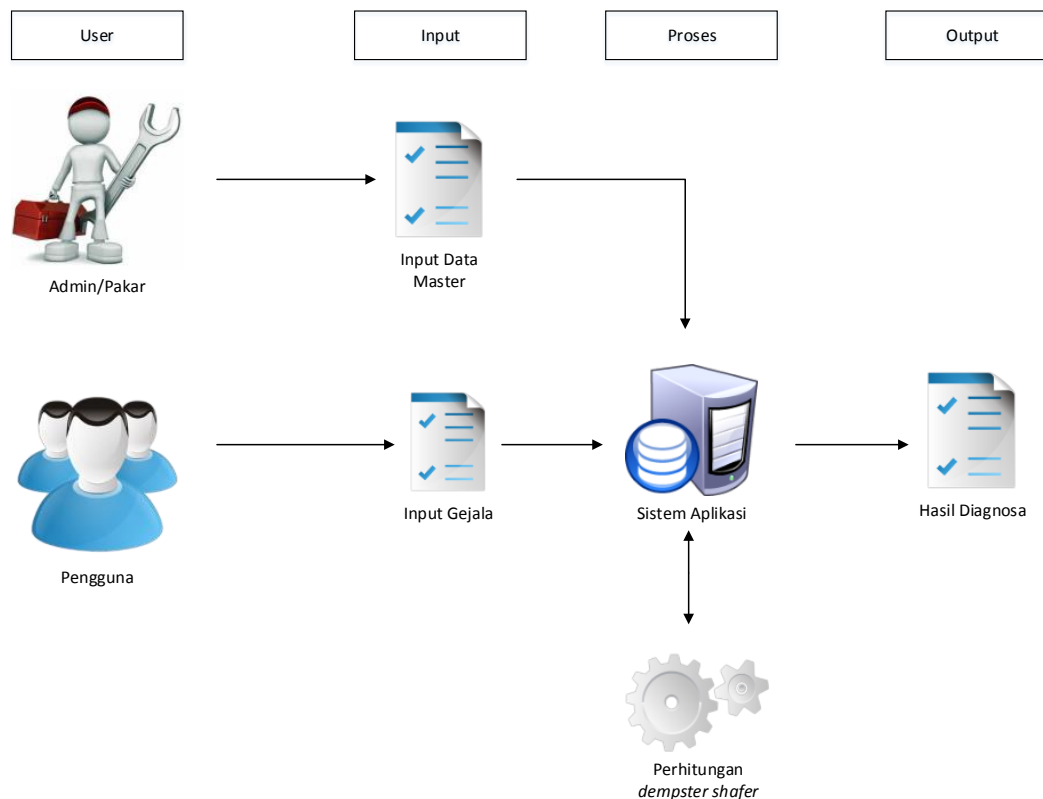 User
Input
Proses
Output
Admin/Pakar
Input Data
Master
Pengguna
Input Gejala
Sistem Aplikasi
Hasil Diagnosa
Perhitungan
dempster shafer